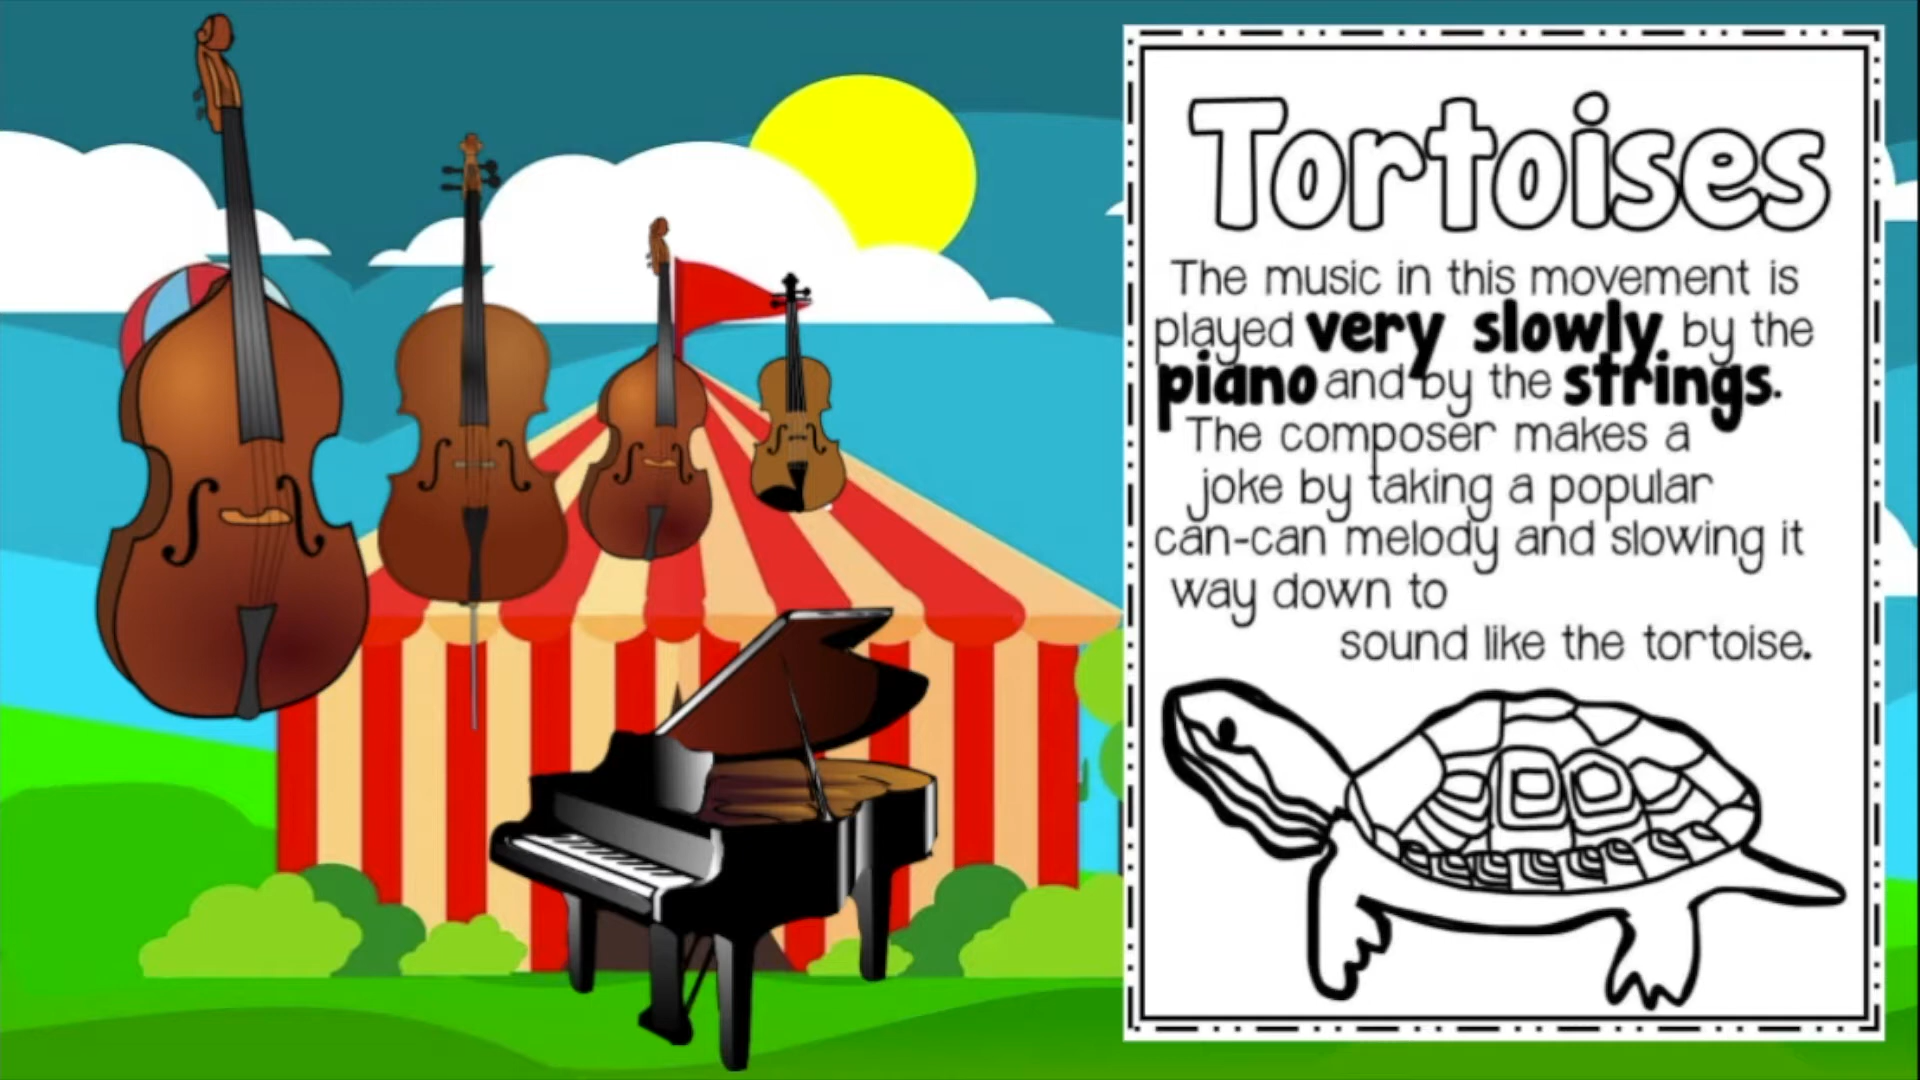 Tortoises
The music in this movement is
played very slowly by the
piano and by the strings.
The composer makes a
joke by taking a popular
can-can melody and slowing it
way down to
sound like the tortoise.